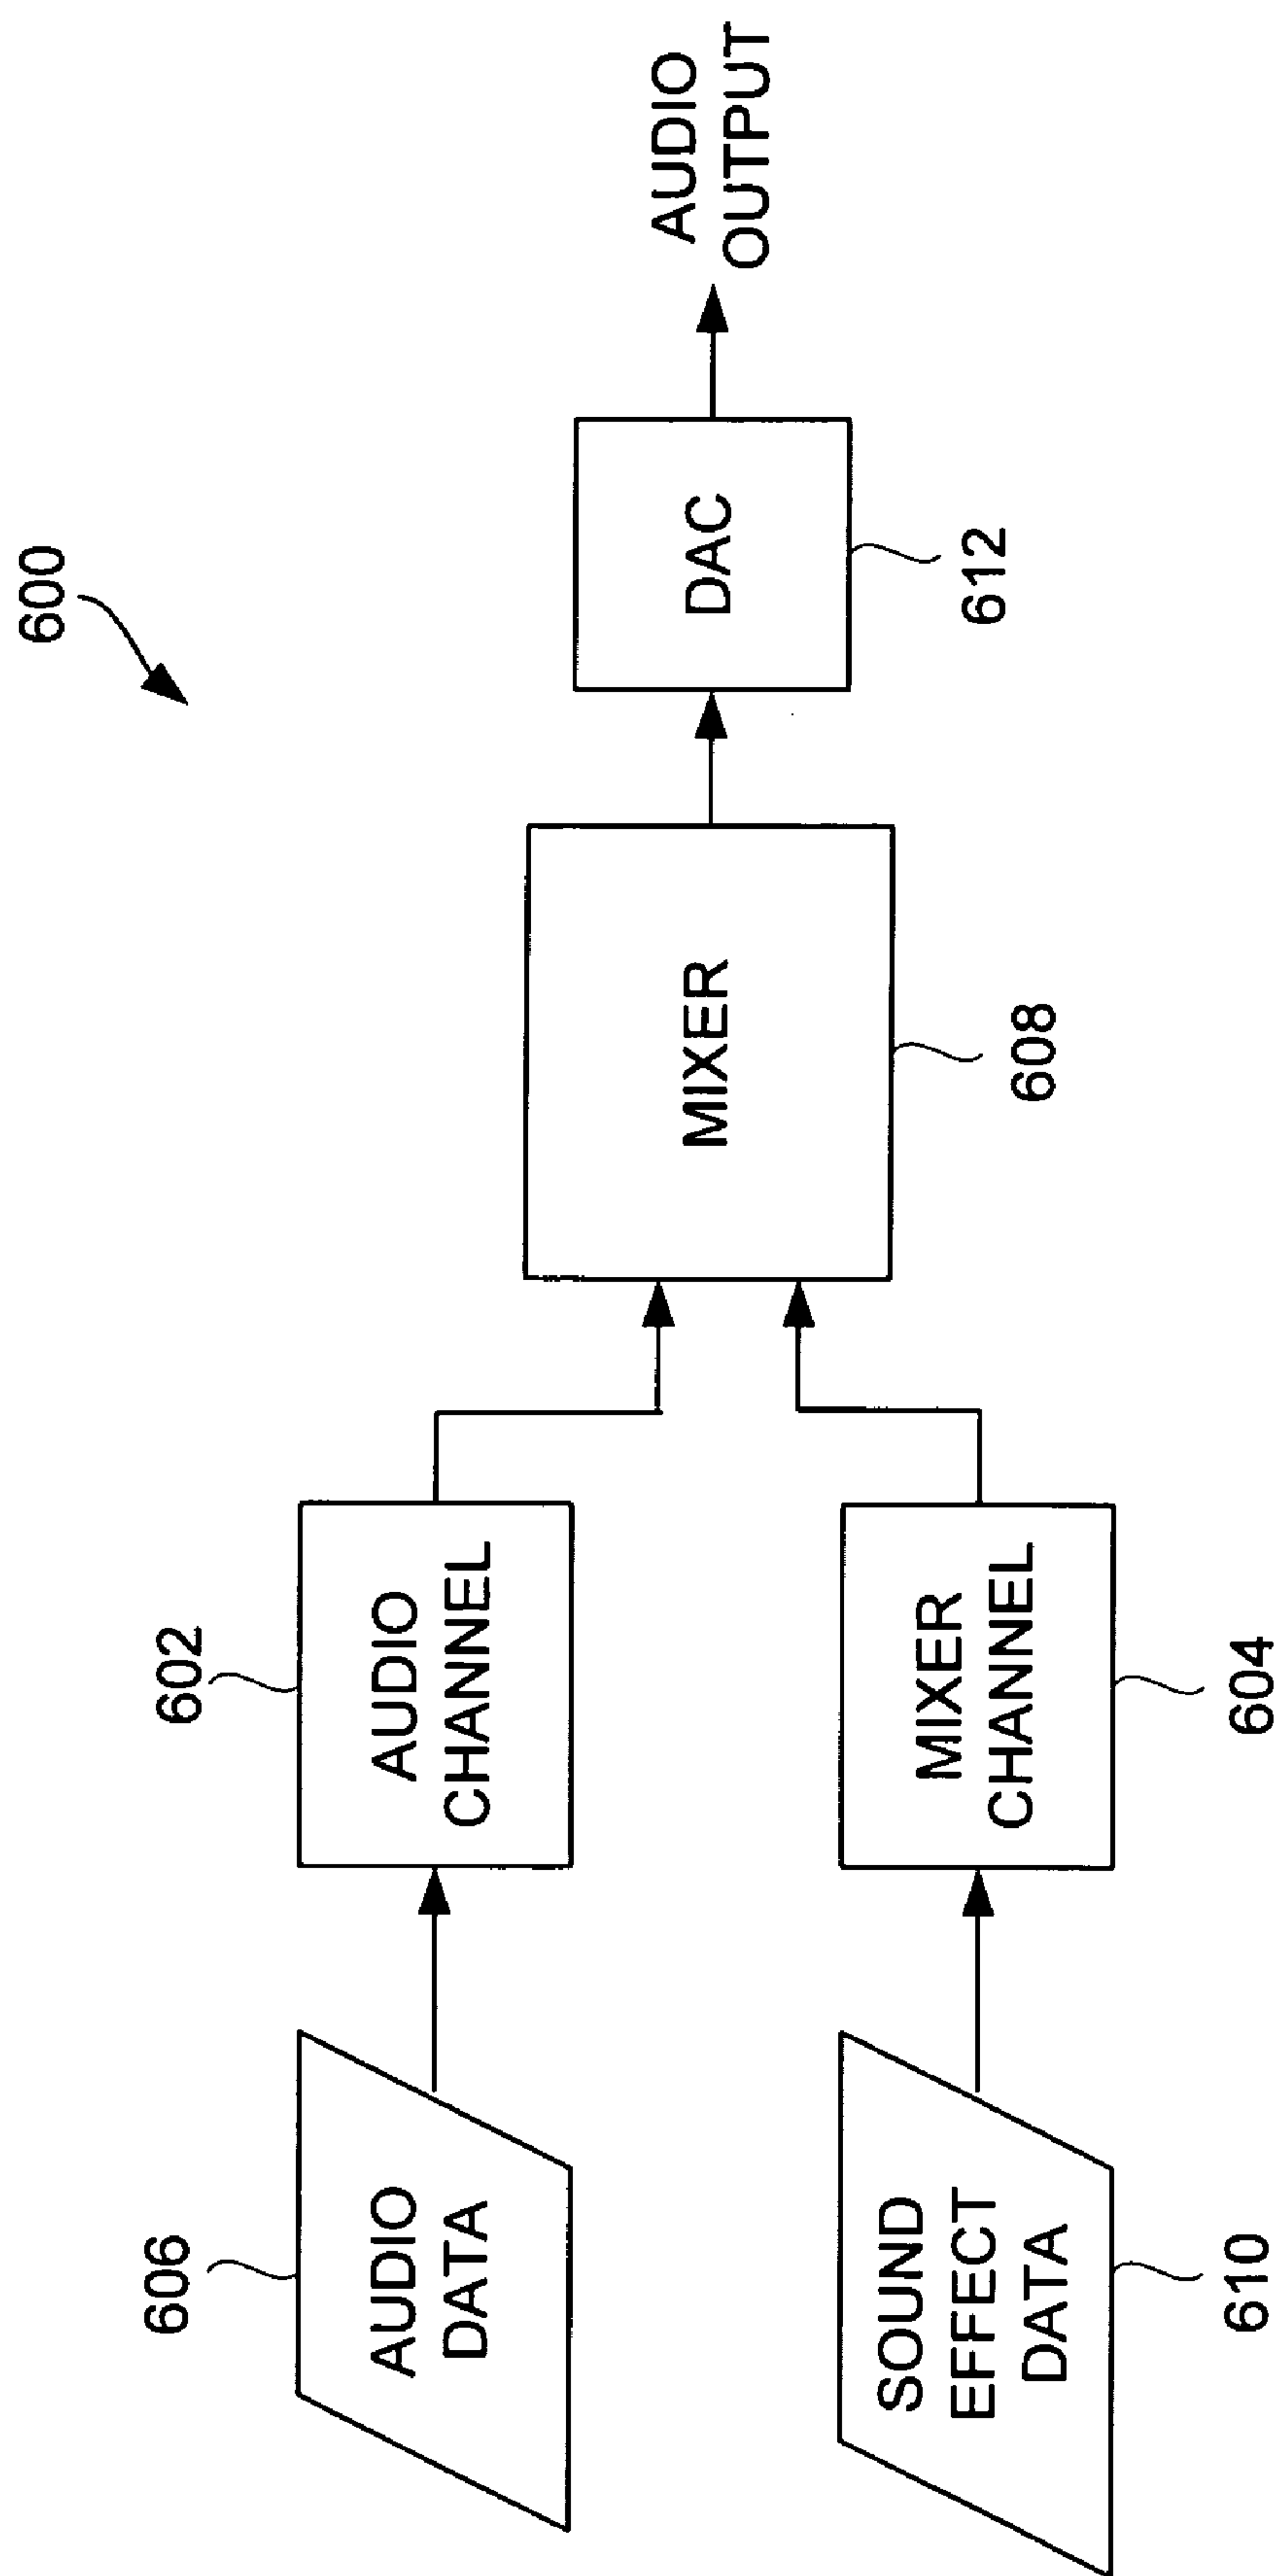 600
606
AUDIO
DATA
602
AUDIO
CHANNEL
SOUND
EFFECT
DATA
610
MIXER
CHANNEL
604
MIXER
608
DAC
612
AUDIO
OUTPUT